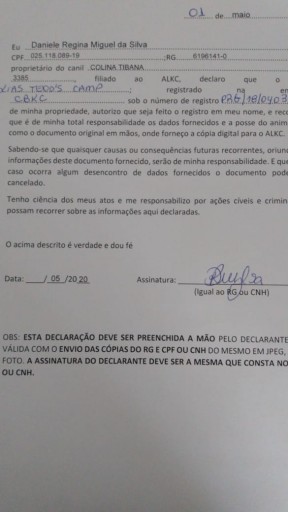 01 de maio
Eu Daniele Regina Miguel da Silva
CPF 025.118.089-19 ;RG 6196141-0
proprietário do canil COLINA TIBANA
3385 , filiado ao ALKC, declaro que o
CAMP registrado na en
CBKC sob o número de registro
de minha propriedade, autorizo que seja feito o registro em meu nome, e reco
que é de minha total responsabilidade os dados fornecidos e a posse do anim
como o documento original em mãos, onde forneço a cópia digital para o ALKC.
Sabendo-se que quaisquer causas ou consequências futuras recorrentes, oriun
informações deste documento fornecido, serão de minha responsabilidade. E que
caso ocorra algum desencontro de dados fornecidos o documento pode
cancelado.
Tenho ciência dos meus atos e me responsabilizo por ações cíveis e crimin
possam recorrer sobre as informações aqui declaradas.
O acima descrito é verdade e dou fé
Data: / 05 /2020 Assinatura:
(Igual ao RG ou CNH)
OBS: ESTA DECLARAÇÃO DEVE SER PREENCHIDA A MÃO PELO DECLARANTE
VÁLIDA COM O ENVIO DAS CÓPIAS DO RG E CPF OU CNH DO MESMO EM JPEG,
FOTO. A ASSINATURA DO DECLARANTE DEVE SER A MESMA QUE CONSTA NO
OU CNH.